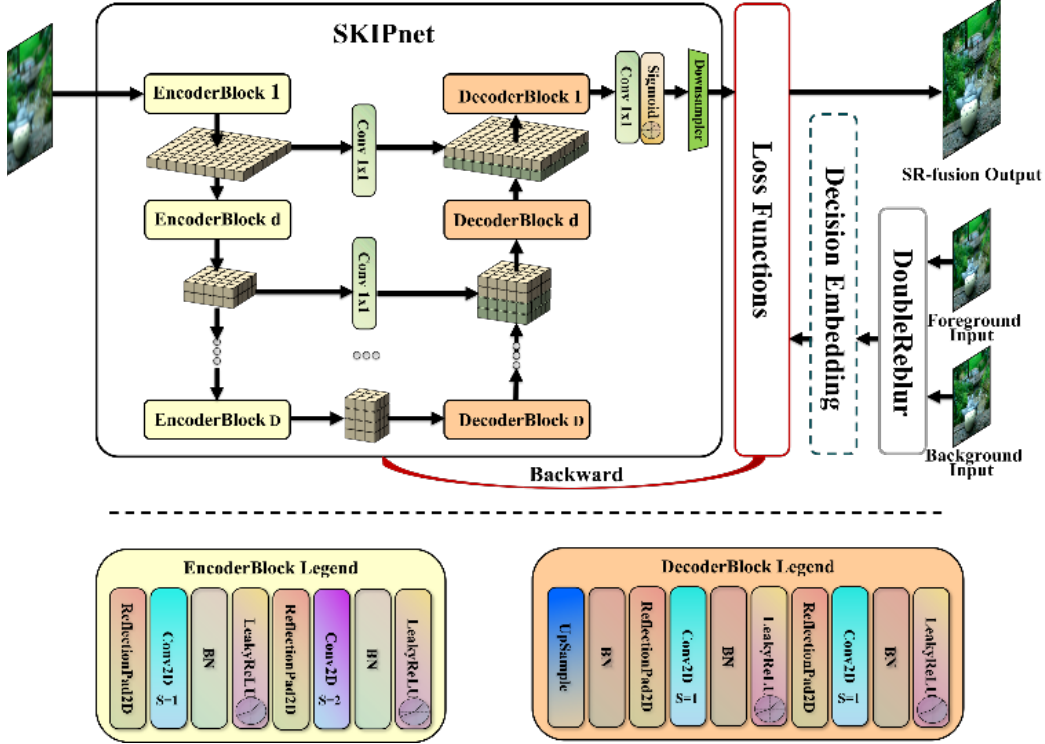 SKIPnet
EncoderBlock 1
DecoderBlock 1
Conv 1x1
Sigmoid
Downsampler
Conv 1x1
EncoderBlock d
DecoderBlock d
Conv 1x1
EncoderBlock D
DecoderBlock D
Loss Functions
Backward
Decision Embedding
DoubleReblur
SR-fusion Output
Foreground
Input
Background
Input
EncoderBlock Legend
ReflectionPad2D
Conv2D
S=1
BN
LeakyReLU
ReflectionPad2D
Conv2D
S=2
BN
LeakyReLU
DecoderBlock Legend
UpSample
BN
ReflectionPad2D
Conv2D
S=1
BN
LeakyReLU
ReflectionPad2D
Conv2D
S=1
BN
LeakyReLU